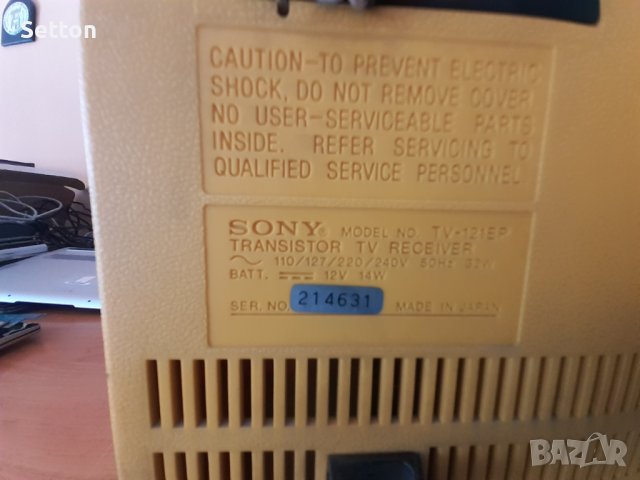 Setton
CAUTION-TO PREVENT ELECTRIC
SHOCK, DO NOT REMOVE COVER.
NO USER-SERVICEABLE PARTS
INSIDE. REFER SERVICING TO
QUALIFIED SERVICE PERSONNEL
SONY® MODEL NO. TV-121EP
TRANSISTOR TV RECEIVER
110/127/220/240V 50Hz
BATT. 12V 14W
SER. NO. 214631 MADE IN JAPAN
BAZAR